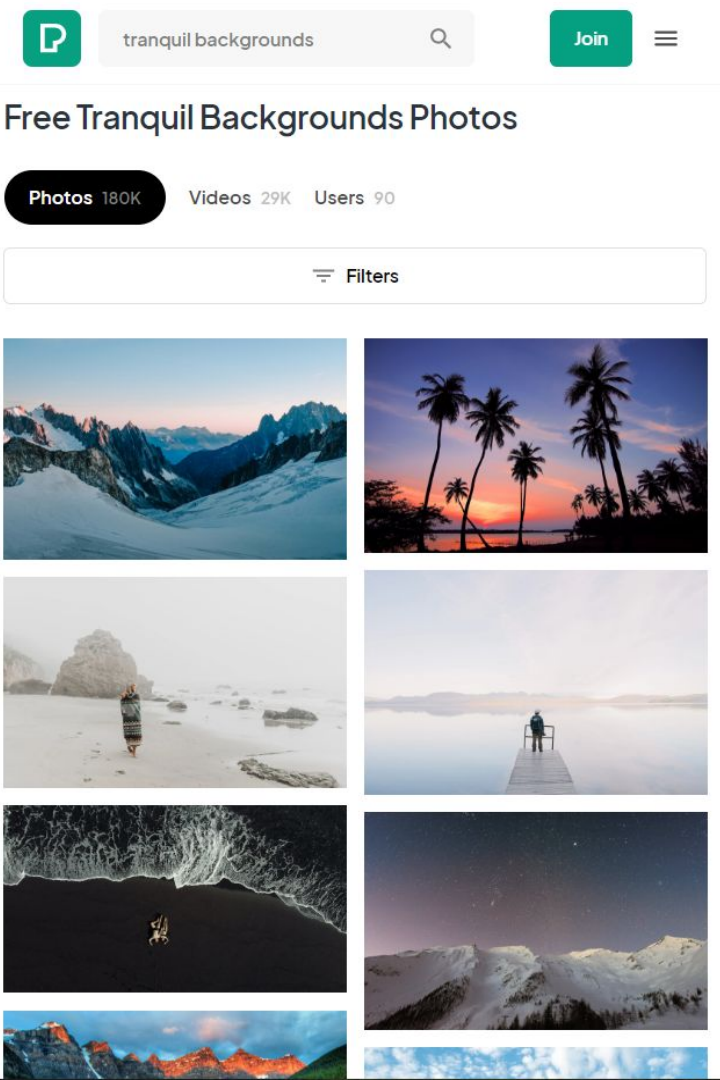 tranquil backgrounds
Join
Free Tranquil Backgrounds Photos
Photos 180K Videos 29K Users 90
Filters